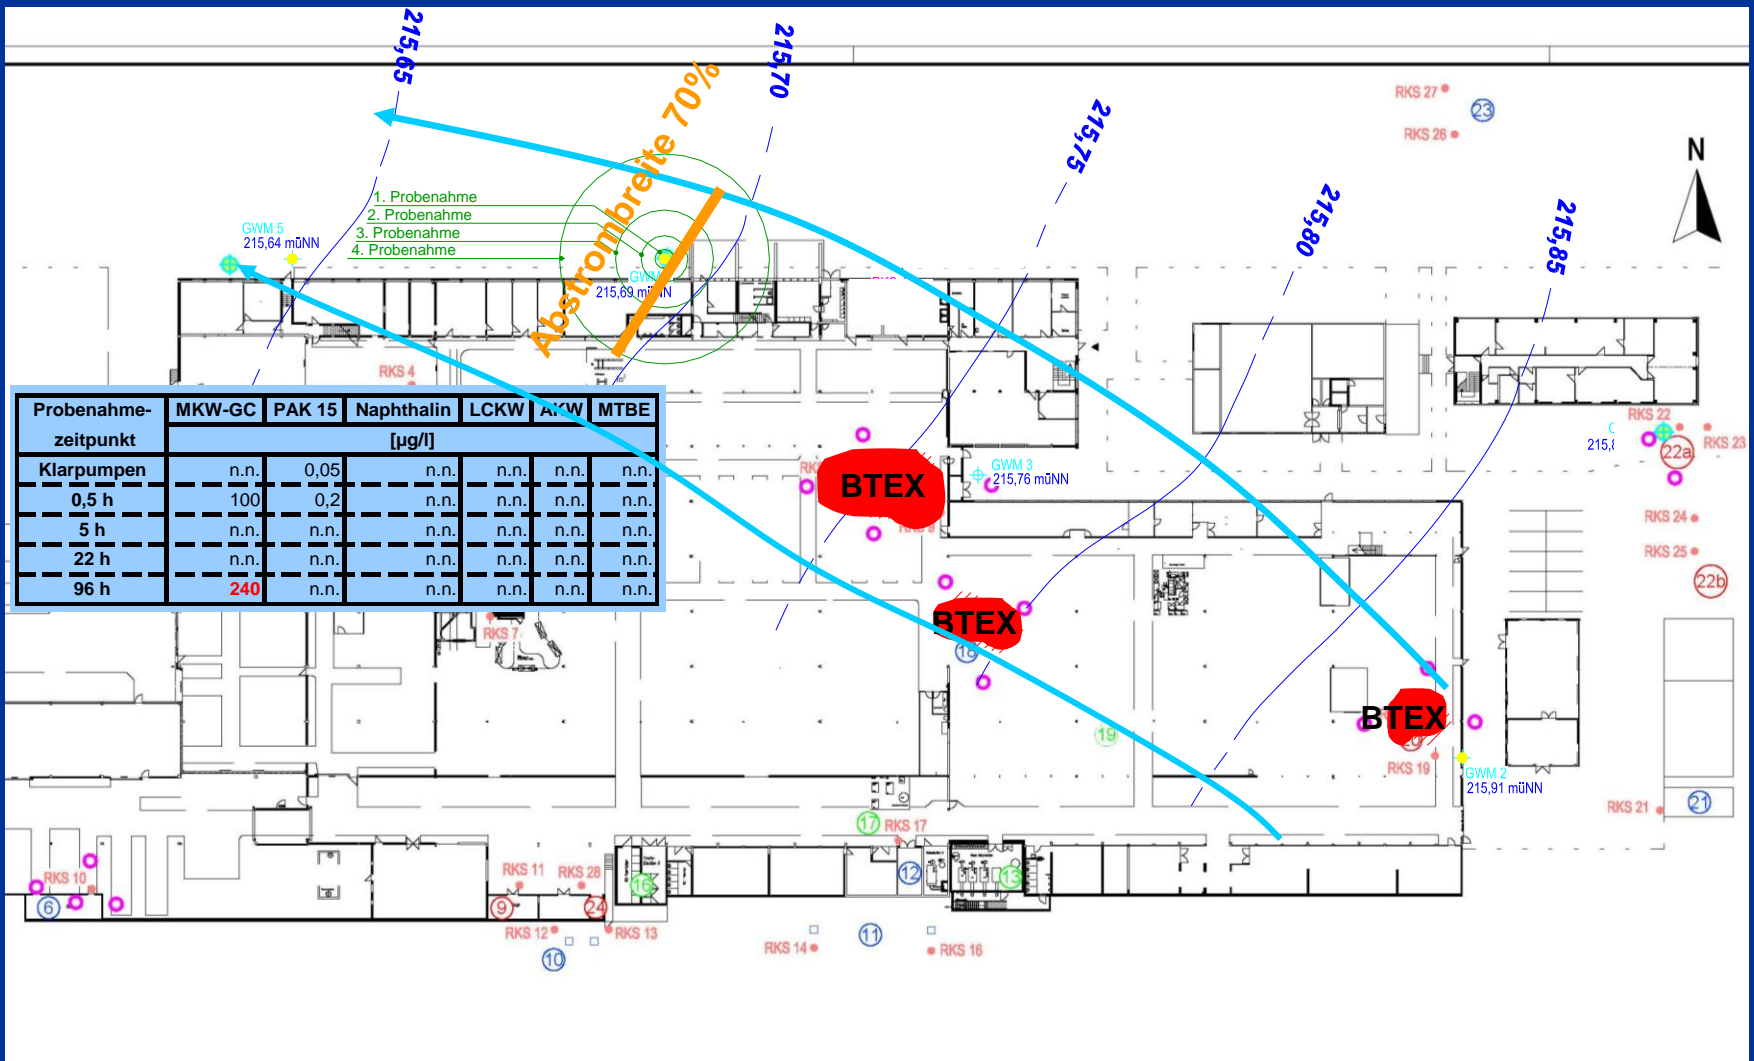 215,65
215,70
215,75
215,80
215,85
Abstrombreite 70%
RKS 27
23
RKS 26
N
1. Probenahme
2. Probenahme
3. Probenahme
4. Probenahme
GWM 5
215,64 müNN
215,69 müNN
RKS 4
RKS 22
RKS 23
22a
Probenahme-
zeitpunkt
MKW-GC PAK 15 Naphthalin LCKW AKW MTBE
[µg/l]
Klarpumpen n.n. 0,05 n.n. n.n. n.n. n.n.
0,5 h 100 0,2 n.n. n.n. n.n. n.n.
5 h n.n. n.n. n.n. n.n. n.n. n.n.
22 h n.n. n.n. n.n. n.n. n.n. n.n.
96 h 240 n.n. n.n. n.n. n.n. n.n.
BTEX
GWM 3
215,76 müNN
RKS 24
RKS 25
22b
RKS 7
BTEX
18
BTEX
19
20
RKS 19
GWM 2
215,91 müNN
RKS 21
21
17
RKS 17
RKS 10
6
RKS 11
RKS 28
9
24
16
12
13
RKS 12
RKS 13
10
RKS 14
11
RKS 16